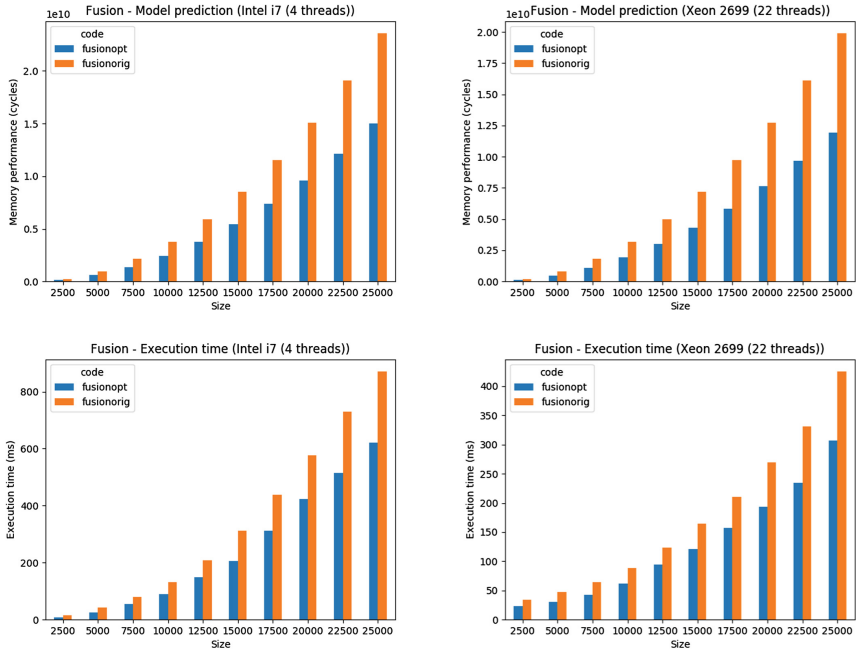 Fusion - Model prediction (Intel i7 (4 threads))
1e10
Memory performance (cycles)
2.0
1.5
1.0
0.5
0.0
code
fusionopt
fusionorig
2500 5000 7500 10000 12500 15000 17500 20000 22500 25000
Size
Fusion - Model prediction (Xeon 2699 (22 threads))
1e10
Memory performance (cycles)
2.00
1.75
1.50
1.25
1.00
0.75
0.50
0.25
0.00
code
fusionopt
fusionorig
2500 5000 7500 10000 12500 15000 17500 20000 22500 25000
Size
Fusion - Execution time (Intel i7 (4 threads))
Execution time (ms)
800
600
400
200
0
code
fusionopt
fusionorig
2500 5000 7500 10000 12500 15000 17500 20000 22500 25000
Size
Fusion - Execution time (Xeon 2699 (22 threads))
Execution time (ms)
400
350
300
250
200
150
100
50
0
code
fusionopt
fusionorig
2500 5000 7500 10000 12500 15000 17500 20000 22500 25000
Size